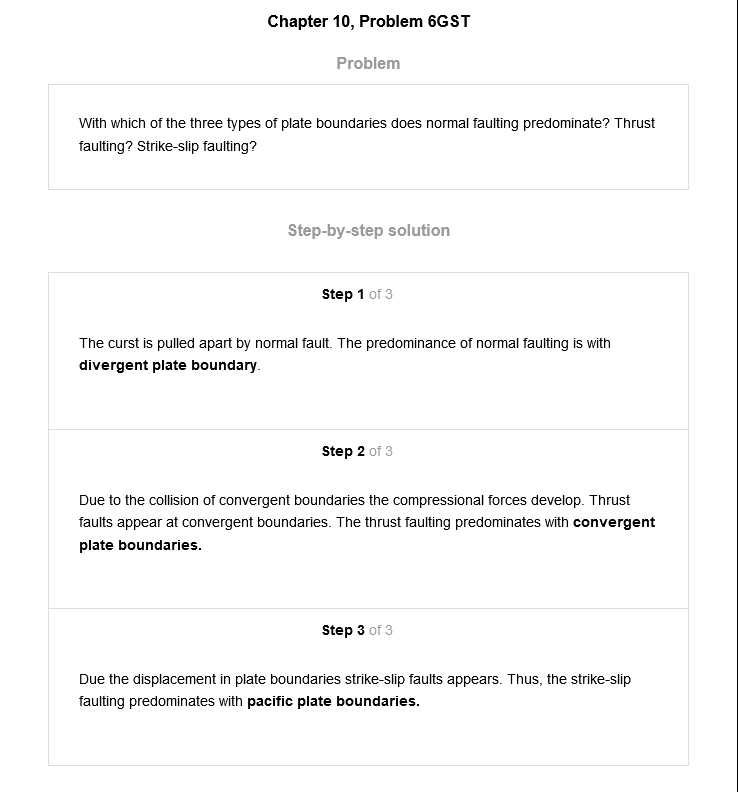 Chapter 10, Problem 6GST
Problem
With which of the three types of plate boundaries does normal faulting predominate? Thrust
faulting? Strike-slip faulting?
Step-by-step solution
Step 1 of 3
The curst is pulled apart by normal fault. The predominance of normal faulting is with
divergent plate boundary.
Step 2 of 3
Due to the collision of convergent boundaries the compressional forces develop. Thrust
faults appear at convergent boundaries. The thrust faulting predominates with convergent
plate boundaries.
Step 3 of 3
Due the displacement in plate boundaries strike-slip faults appears. Thus, the strike-slip
faulting predominates with pacific plate boundaries.